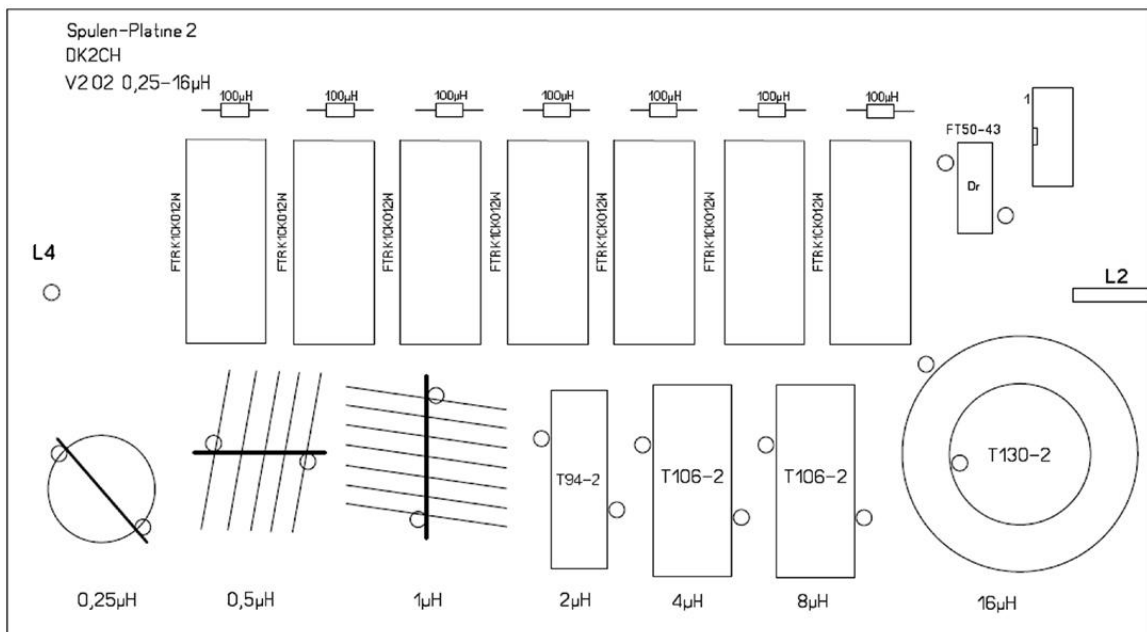 Spulen-Platine 2
DK2CH
V2 02 0,25-16µH
100µH 100µH 100µH 100µH 100µH 100µH 100µH
1
FT50-43
Dr
FTRK1CK012W FTRK1CK012W FTRK1CK012W FTRK1CK012W FTRK1CK012W FTRK1CK012W FTRK1CK012W
L4
L2
T94-2 T106-2 T106-2 T130-2
0,25µH 0,5µH 1µH 2µH 4µH 8µH 16µH